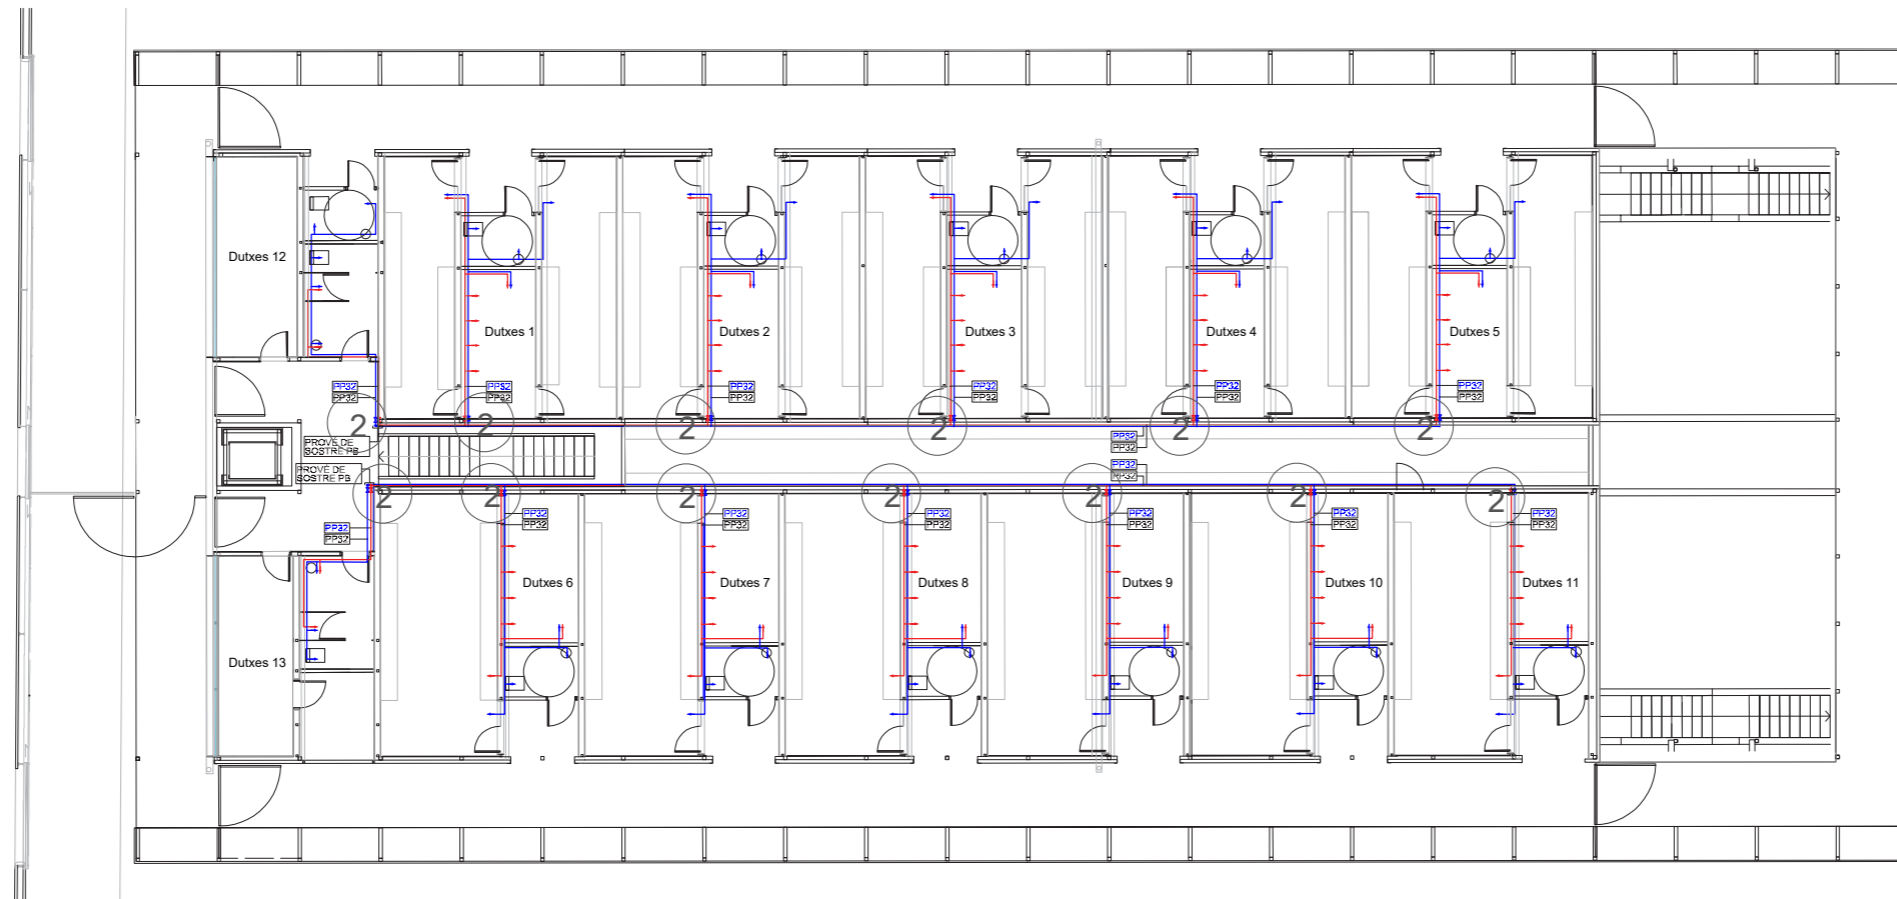 Dutxes 12
Dutxes 1
Dutxes 2
Dutxes 3
Dutxes 4
Dutxes 5
PP32
PP32
PP32
PP32
PP32
PP32
PP32
PP32
PP32
PP32
PP32
PP32
2
2
2
2
2
2
PROVÉ DE
SOSTRE PB
PP32
PP32
PROVÉ DE
SOSTRE PB
PP32
PP32
2
2
2
2
2
2
2
PP32
PP32
PP32
PP32
PP32
PP32
PP32
PP32
PP32
PP32
PP32
PP32
PP32
PP32
Dutxes 6
Dutxes 7
Dutxes 8
Dutxes 9
Dutxes 10
Dutxes 11
Dutxes 13